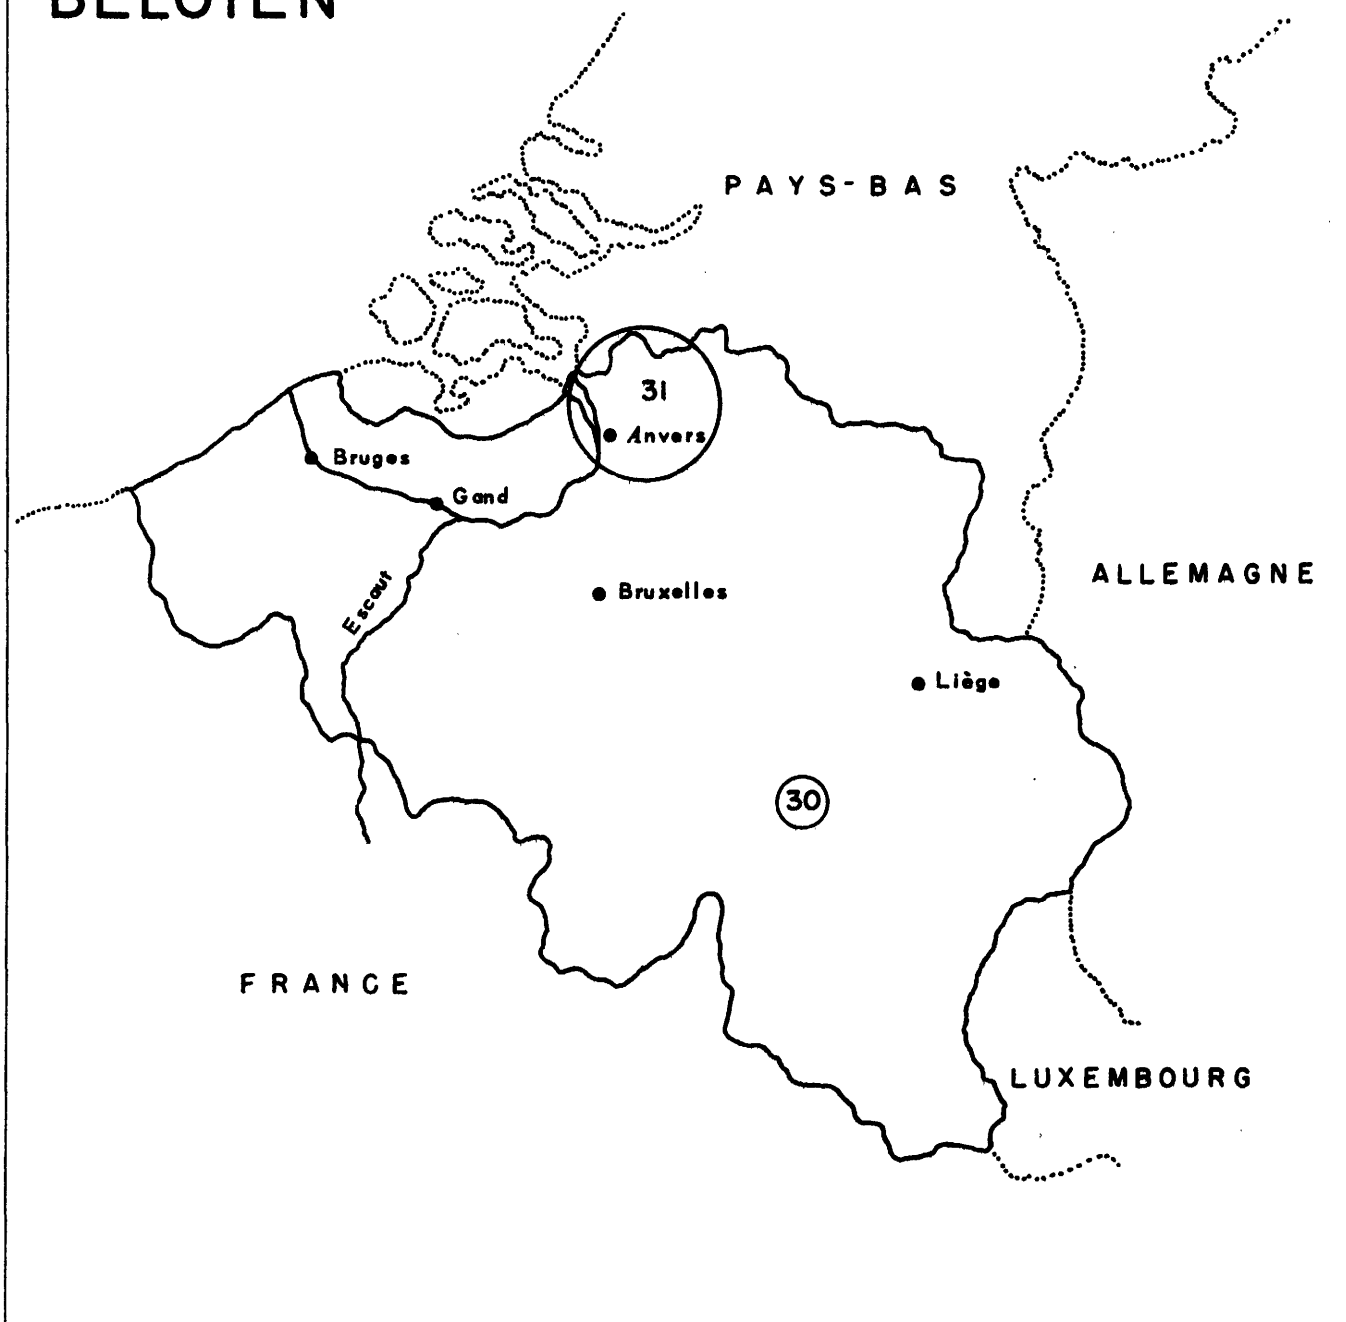 BELGIEN
PAYS-BAS
31
Anvers
Bruges
Gand
ALLEMAGNE
Escaut
Bruxelles
Liège
30
FRANCE
LUXEMBOURG